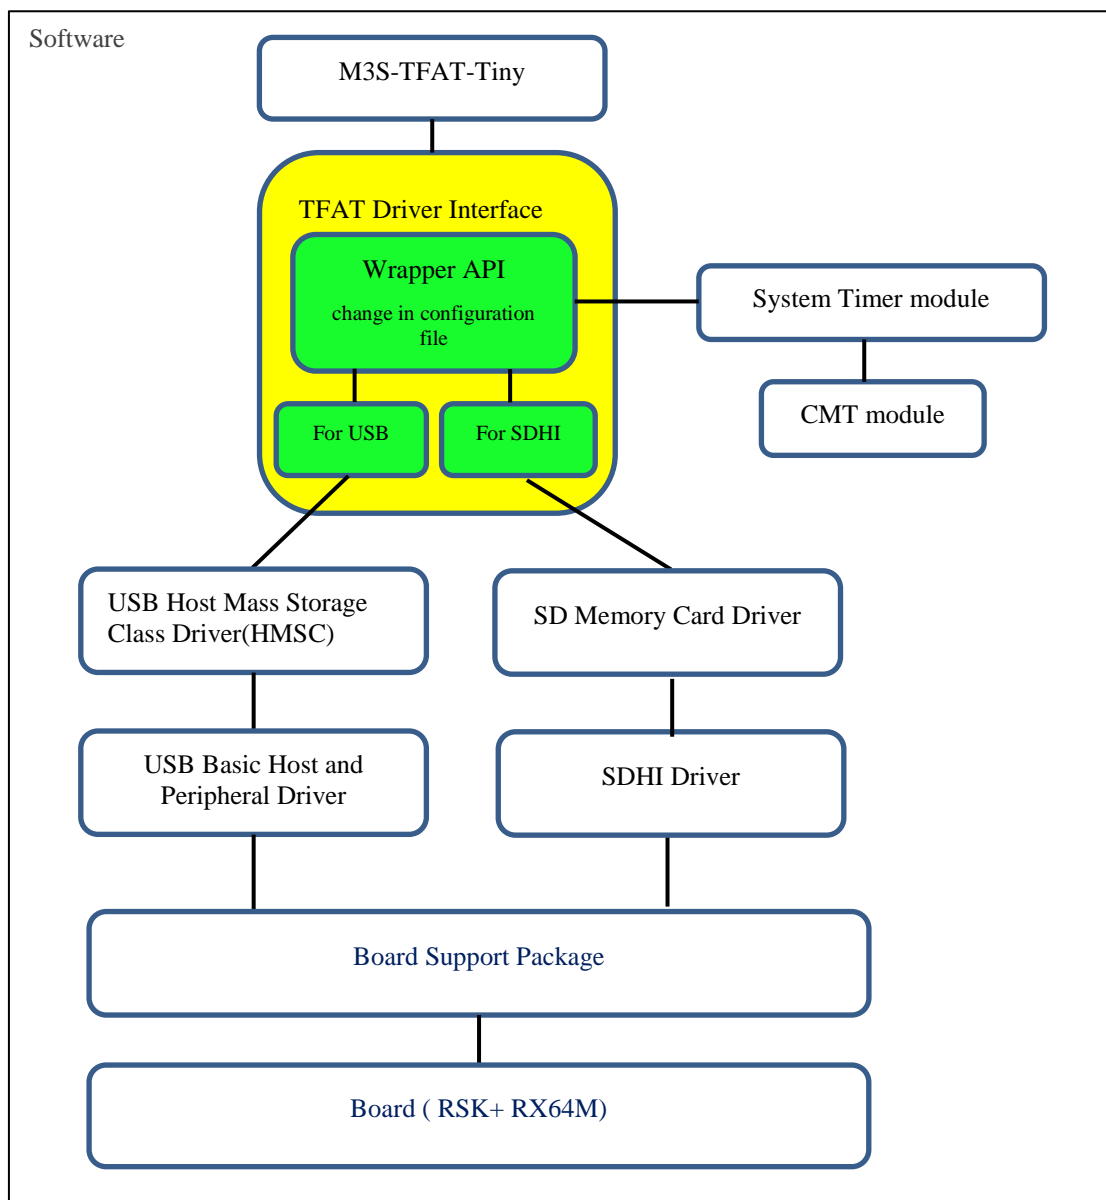 Software
M3S-TFAT-Tiny
TFAT Driver Interface
Wrapper API
change in configuration
file
System Timer module
CMT module
For USB
For SDHI
USB Host Mass Storage
Class Driver(HMSC)
SD Memory Card Driver
USB Basic Host and
Peripheral Driver
SDHI Driver
Board Support Package
Board ( RSK+ RX64M)